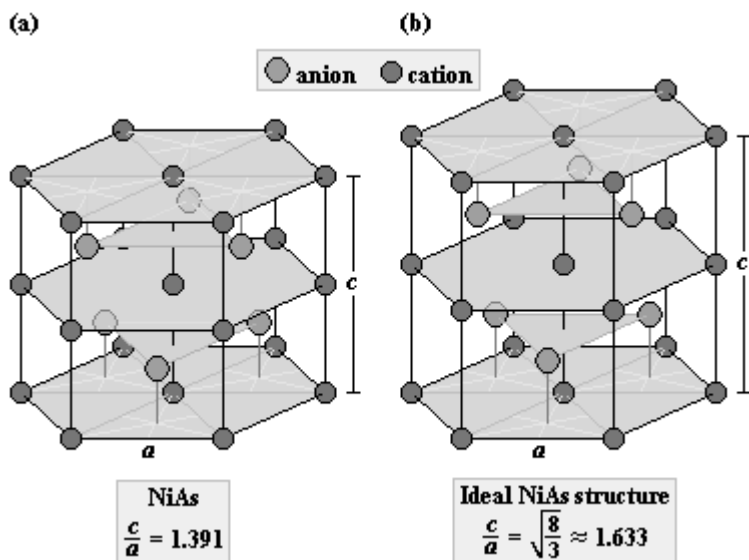 (a)
(b)
anion cation
c
c
a
a
NiAs
c/a = 1.391
Ideal NiAs structure
c/a = √8/3 ≈ 1.633